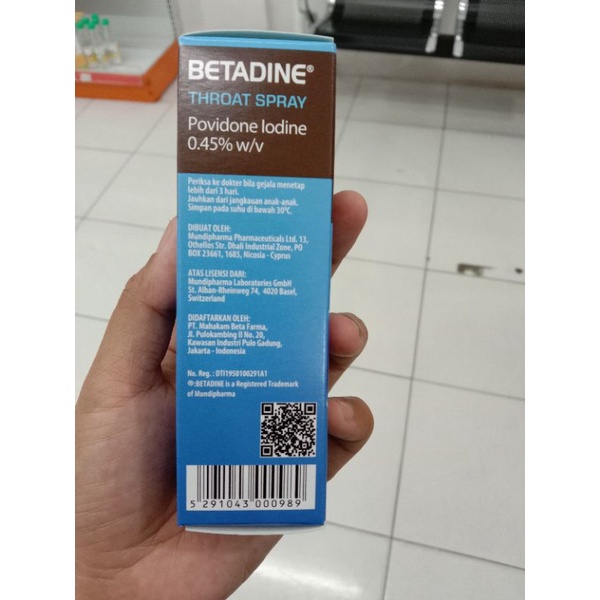 BETADINE®
THROAT SPRAY
Povidone Iodine
0.45% w/v
Periksa ke dokter bila gejala menetap
lebih dari 3 hari.
Jauhkan dari jangkauan anak-anak.
Simpan pada suhu di bawah 30°C.
DIBUAT OLEH:
Mundipharma Pharmaceuticals Ltd. 13,
Othellos Str. Dhali Industrial Zone, PO
BOX 23661, 1685, Nicosia - Cyprus
ATAS LISENSI DARI:
Mundipharma Laboratories GmbH
St. Alban-Rheinweg 74, 4020 Basel,
Switzerland
DIDAFTARKAN OLEH:
PT. Mahakam Beta Farma,
Jl. Pulokambing II No. 20,
Kawasan Industri Pulo Gadung,
Jakarta - Indonesia
No. Reg. : DTI1950100291A1
®:BETADINE is a Registered Trademark
of Mundipharma
5 291043 000989